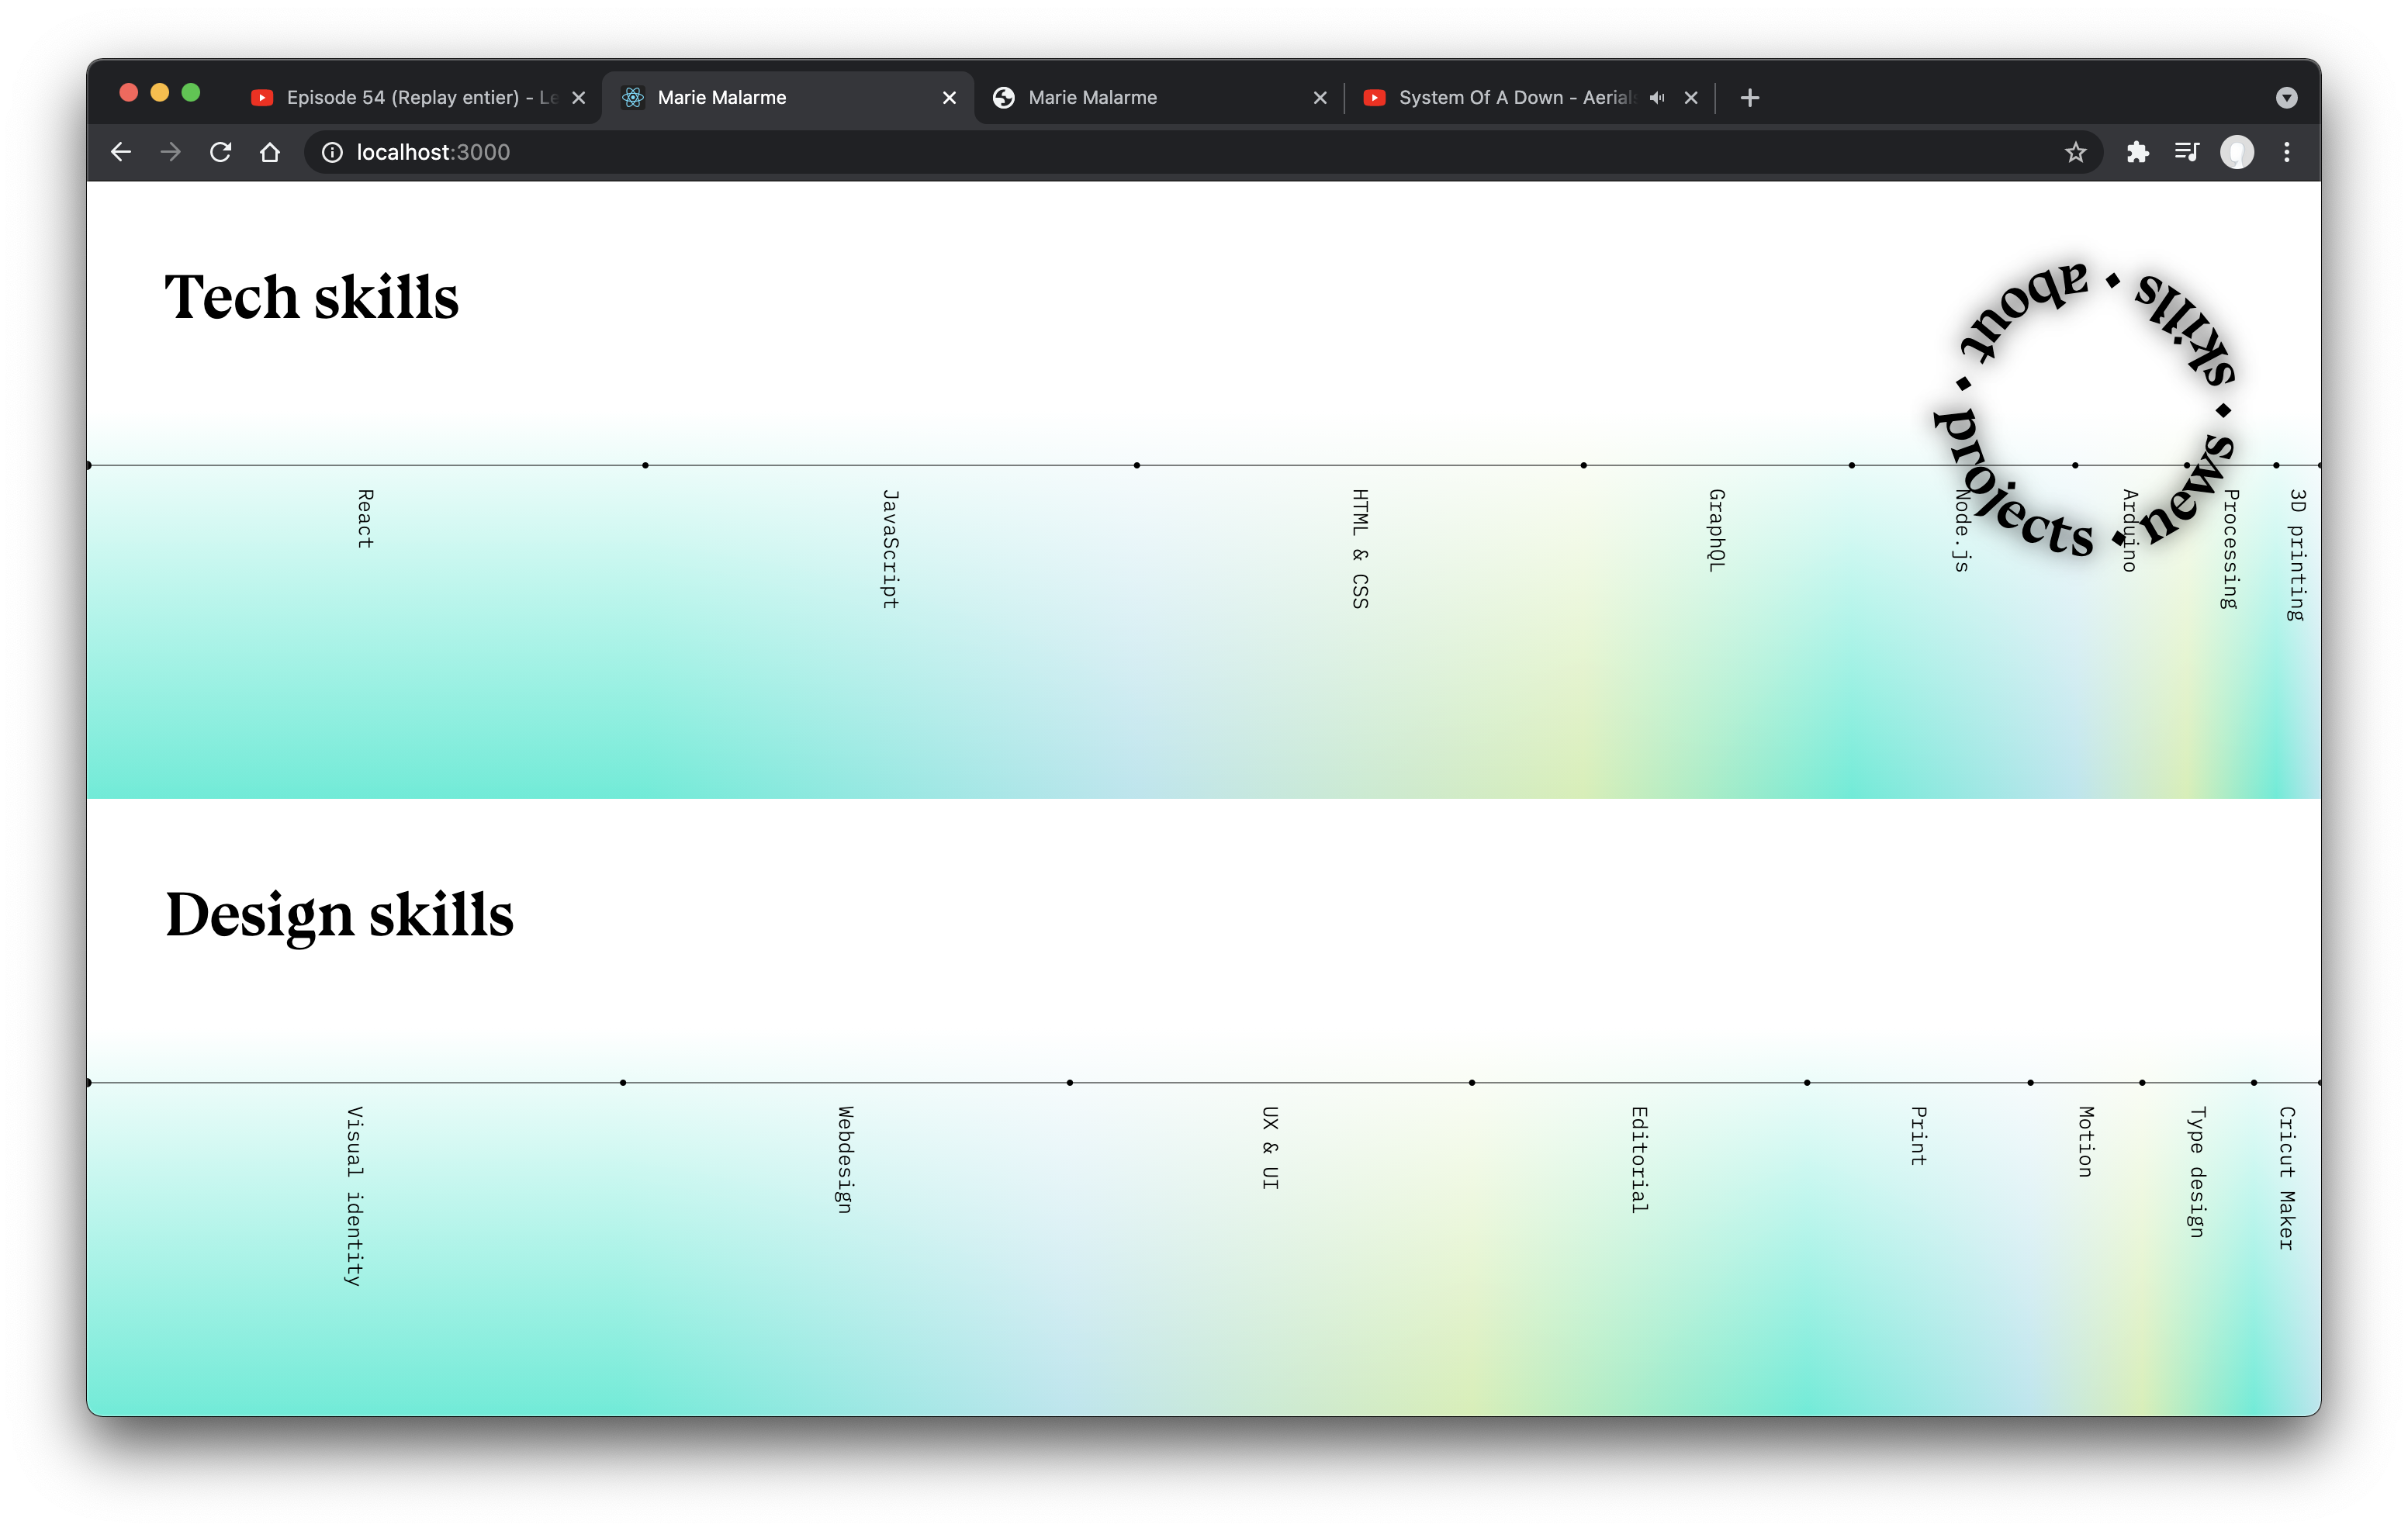 Episode 54 (Replay entier) - Le
Marie Malarme
Marie Malarme
System Of A Down - Aerials
localhost:3000
Tech skills
about · skills · news · projects ·
React
JavaScript
HTML & CSS
GraphQL
Node.js
Arduino
Processing
3D printing
Design skills
Visual identity
Webdesign
UX & UI
Editorial
Print
Motion
Type design
Cricut Maker